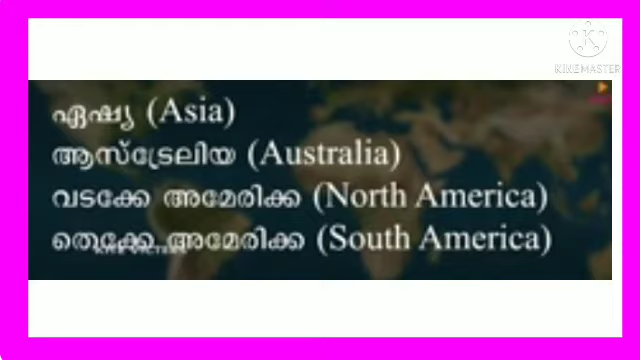 KINEMASTER
ഏഷ്യ (Asia)
ആസ്ട്രേലിയ (Australia)
വടക്കേ അമേരിക്ക (North America)
തെക്കേ അമേരിക്ക (South America)